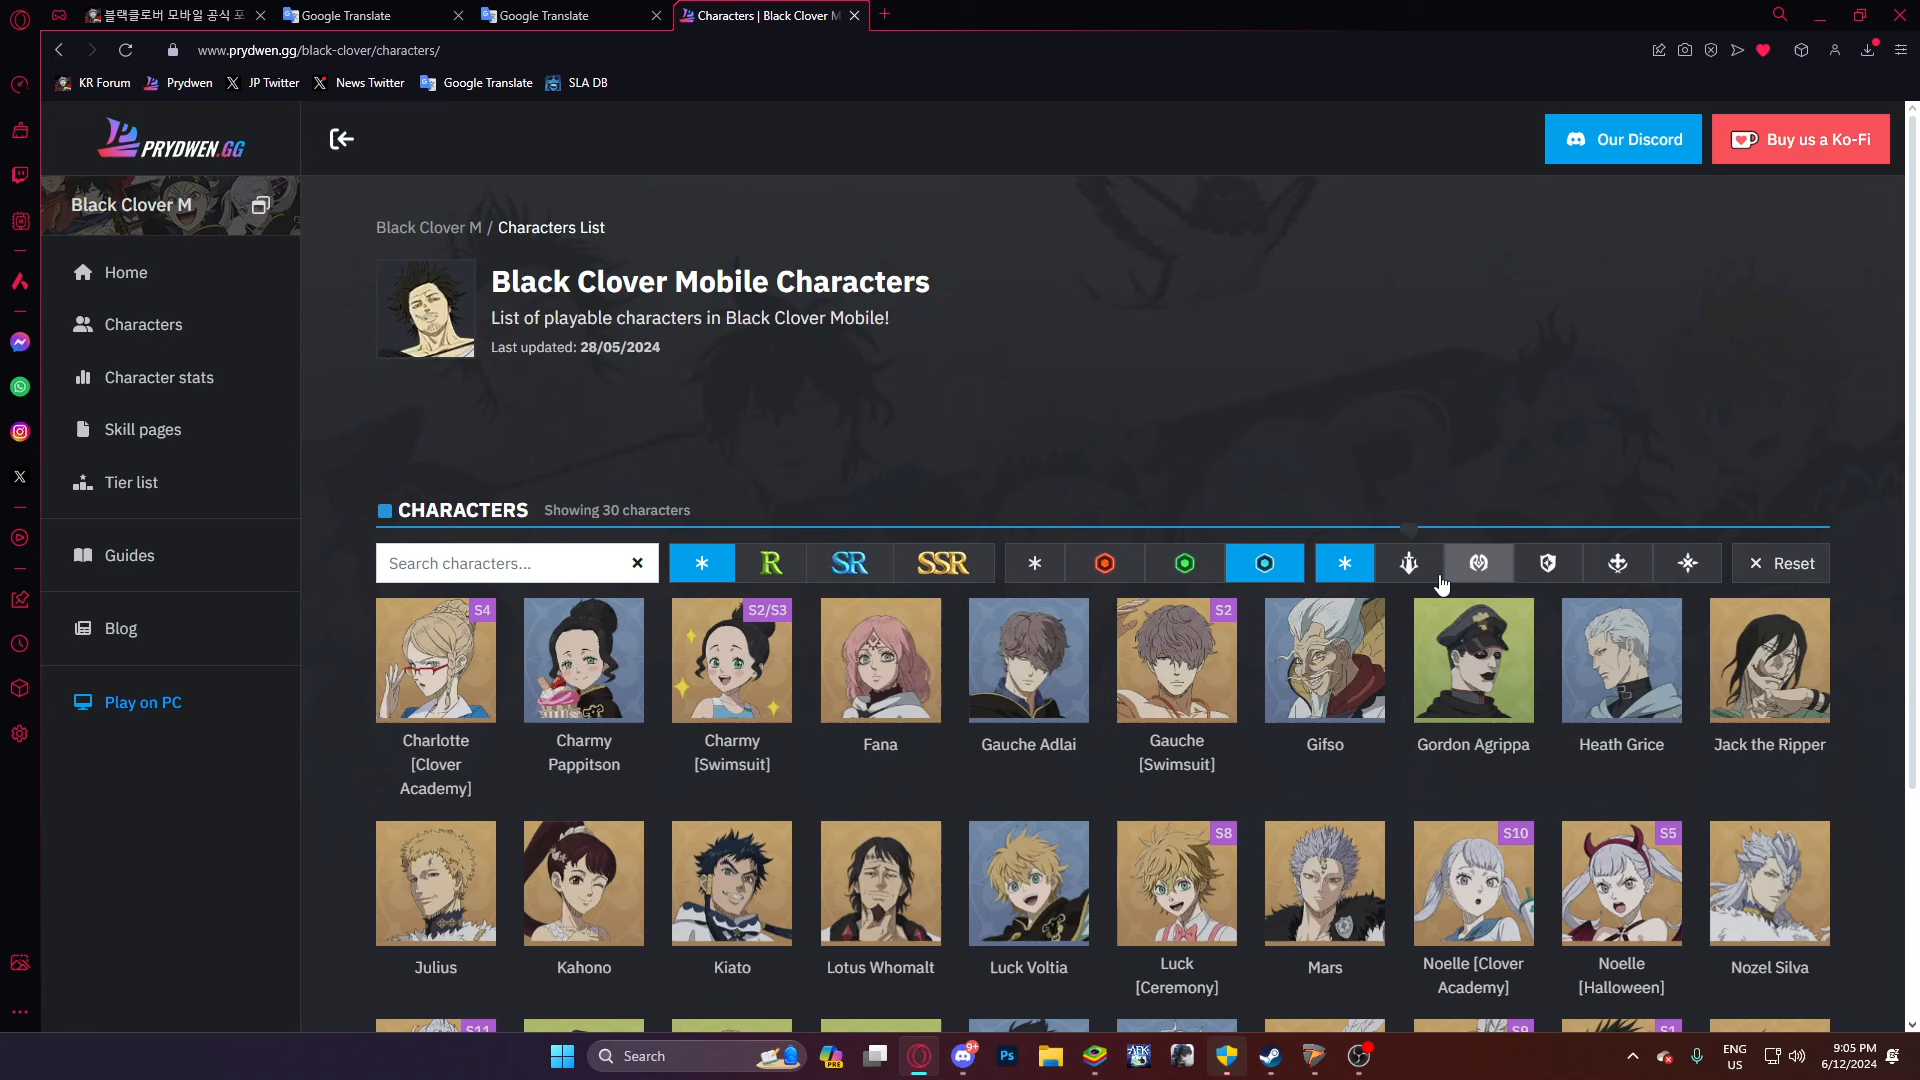 블랙클로버 모바일 공식 포
Google Translate
Google Translate
Characters | Black Clover M
www.prydwen.gg/black-clover/characters/
KR Forum
Prydwen
JP Twitter
News Twitter
Google Translate
SLA DB
PRYDWEN.GG
Our Discord
Buy us a Ko-Fi
Black Clover M
Home
Characters
Character stats
Skill pages
Tier list
Guides
Blog
Play on PC
Black Clover M / Characters List
Black Clover Mobile Characters
List of playable characters in Black Clover Mobile!
Last updated: 28/05/2024
CHARACTERS Showing 30 characters
Search characters...
R
SR
SSR
Reset
S4
S2/S3
S2
Charlotte
[Clover
Academy]
Charmy
Pappitson
Charmy
[Swimsuit]
Fana
Gauche Adlai
Gauche
[Swimsuit]
Gifso
Gordon Agrippa
Heath Grice
Jack the Ripper
S8
S10
S5
Julius
Kahono
Kiato
Lotus Whomalt
Luck Voltia
Luck
[Ceremony]
Mars
Noelle [Clover
Academy]
Noelle
[Halloween]
Nozel Silva
S11
S9
S1
Search
PRE
9+
Ps
AFK
ENG
US
9:05 PM
6/12/2024